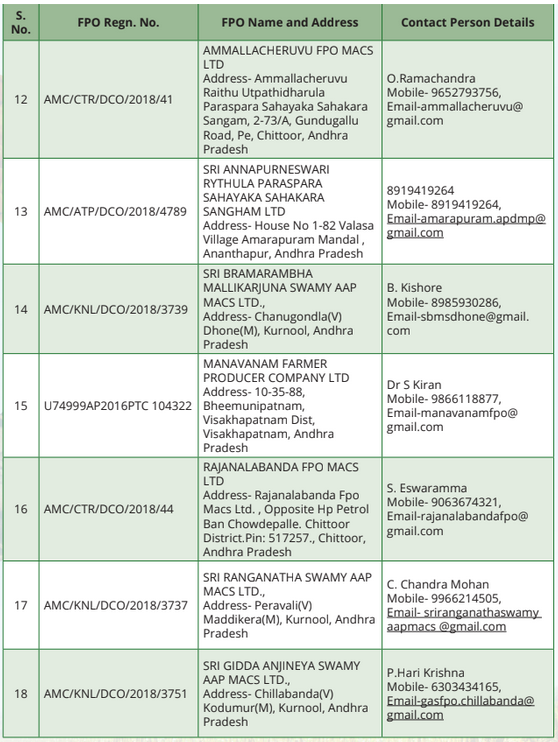 S.
No.
FPO Regn. No.
FPO Name and Address
Contact Person Details
12
AMC/CTR/DCO/2018/41
AMMALLACHERUVU FPO MACS
LTD
Address- Ammallacheruvu
Raithu Utpathidharula
Paraspara Sahayaka Sahakara
Sangam, 2-73/A, Gundugallu
Road, Pe, Chittoor, Andhra
Pradesh
O.Ramachandra
Mobile- 9652793756,
Email-ammallacheruvu@
gmail.com
13
AMC/ATP/DCO/2018/4789
SRI ANNAPURNESWARI
RYTHULA PARASPARA
SAHAYAKA SAHAKARA
SANGHAM LTD
Address- House No 1-82 Valasa
Village Amarapuram Mandal ,
Ananthapur, Andhra Pradesh
8919419264
Mobile- 8919419264,
Email-amarapuram.apdmp@
gmail.com
14
AMC/KNL/DCO/2018/3739
SRI BRAMARAMBHA
MALLIKARJUNA SWAMY AAP
MACS LTD.,
Address- Chanugondla(V)
Dhone(M), Kurnool, Andhra
Pradesh
B. Kishore
Mobile- 8985930286,
Email-sbmsdhone@gmail.
com
15
U74999AP2016PTC 104322
MANAVANAM FARMER
PRODUCER COMPANY LTD
Address- 10-35-88,
Bheemunipatnam,
Visakhapatnam Dist,
Visakhapatnam, Andhra
Pradesh
Dr S Kiran
Mobile- 9866118877,
Email-manavanamfpo@
gmail.com
16
AMC/CTR/DCO/2018/44
RAJANALABANDA FPO MACS
LTD
Address- Rajanalabanda Fpo
Macs Ltd. , Opposite Hp Petrol
Ban Chowdepalle. Chittoor
District.Pin: 517257., Chittoor,
Andhra Pradesh
S. Eswaramma
Mobile- 9063674321,
Email-rajanalabandafpo@
gmail.com
17
AMC/KNL/DCO/2018/3737
SRI RANGANATHA SWAMY AAP
MACS LTD.,
Address- Peravali(V)
Maddikera(M), Kurnool, Andhra
Pradesh
C. Chandra Mohan
Mobile- 9966214505,
Email- sriranganathaswamy
aapmacs @gmail.com
18
AMC/KNL/DCO/2018/3751
SRI GIDDA ANJINEYA SWAMY
AAP MACS LTD.,
Address- Chillabanda(V)
Kodumur(M), Kurnool, Andhra
Pradesh
P.Hari Krishna
Mobile- 6303434165,
Email-gasfpo.chillabanda@
gmail.com